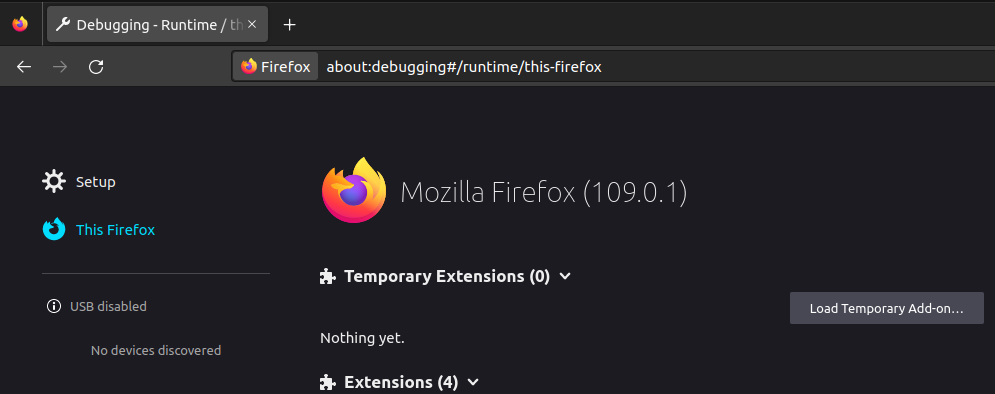 Debugging - Runtime / th
Firefox about:debugging#/runtime/this-firefox
Setup
This Firefox
USB disabled
No devices discovered
Mozilla Firefox (109.0.1)
Temporary Extensions (0)
Load Temporary Add-on...
Nothing yet.
Extensions (4)